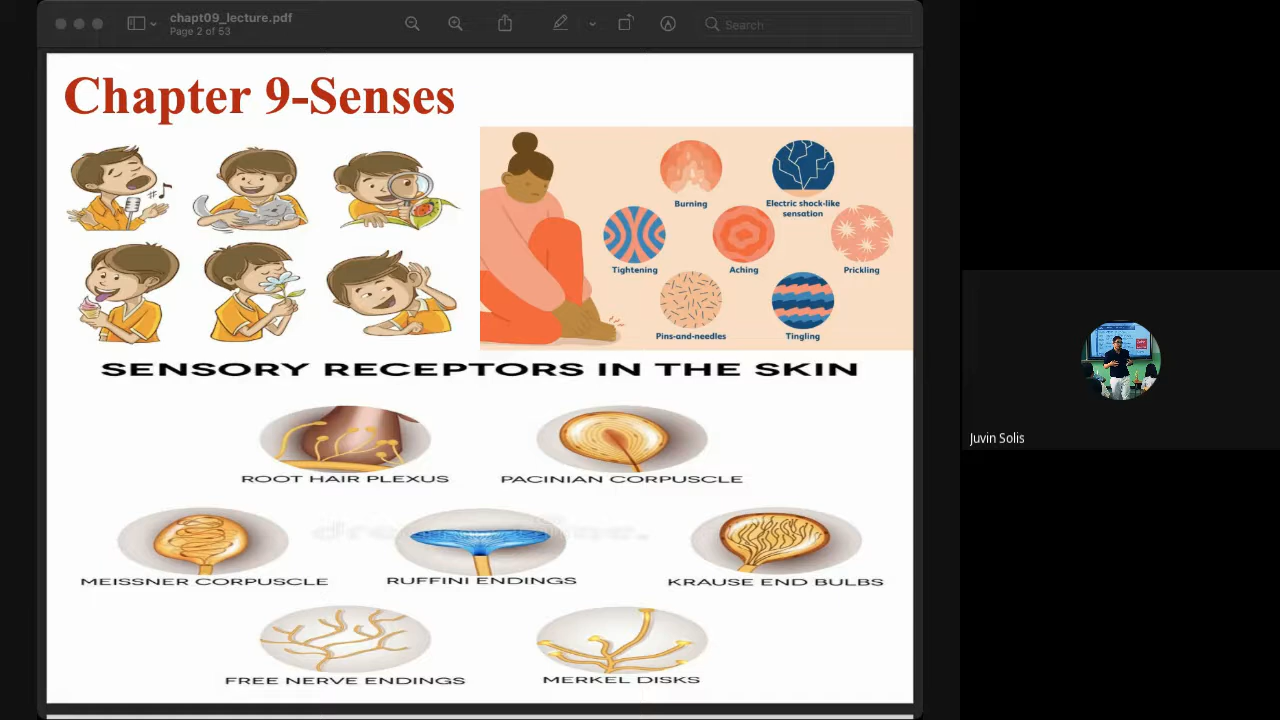 chapt09_lecture.pdf
Page 2 of 53
Search
Chapter 9-Senses
Burning
Electric shock-like
sensation
Tightening
Aching
Prickling
Pins-and-needles
Tingling
SENSORY RECEPTORS IN THE SKIN
ROOT HAIR PLEXUS
PACINIAN CORPUSCLE
MEISSNER CORPUSCLE
RUFFINI ENDINGS
KRAUSE END BULBS
FREE NERVE ENDINGS
MERKEL DISKS
Juvin Solis